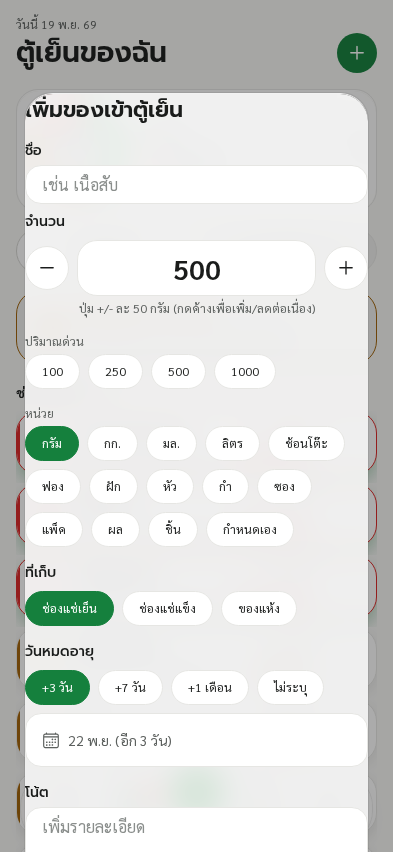 วันนี้ 19 พ.ย. 69
ตู้เย็นของฉัน
เพิ่มของเข้าตู้เย็น
ชื่อ
เช่น เนื้อสับ
จำนวน
500
ปุ่ม +/- ละ 50 กรัม (กดค้างเพื่อเพิ่ม/ลดต่อเนื่อง)
ปริมาณด่วน
100 250 500 1000
หน่วย
กรัม กก. มล. ลิตร ช้อนโต๊ะ
ฟอง ฝัก หัว กำ ซอง
แพ็ค ผล ชิ้น กำหนดเอง
ที่เก็บ
ช่องแช่เย็น ช่องแช่แข็ง ของแห้ง
วันหมดอายุ
+3 วัน +7 วัน +1 เดือน ไม่ระบุ
22 พ.ย. (อีก 3 วัน)
โน้ต
เพิ่มรายละเอียด